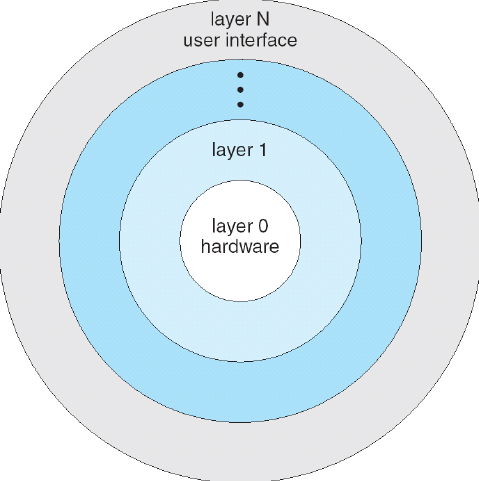 layer N
user interface
layer 1
layer 0
hardware